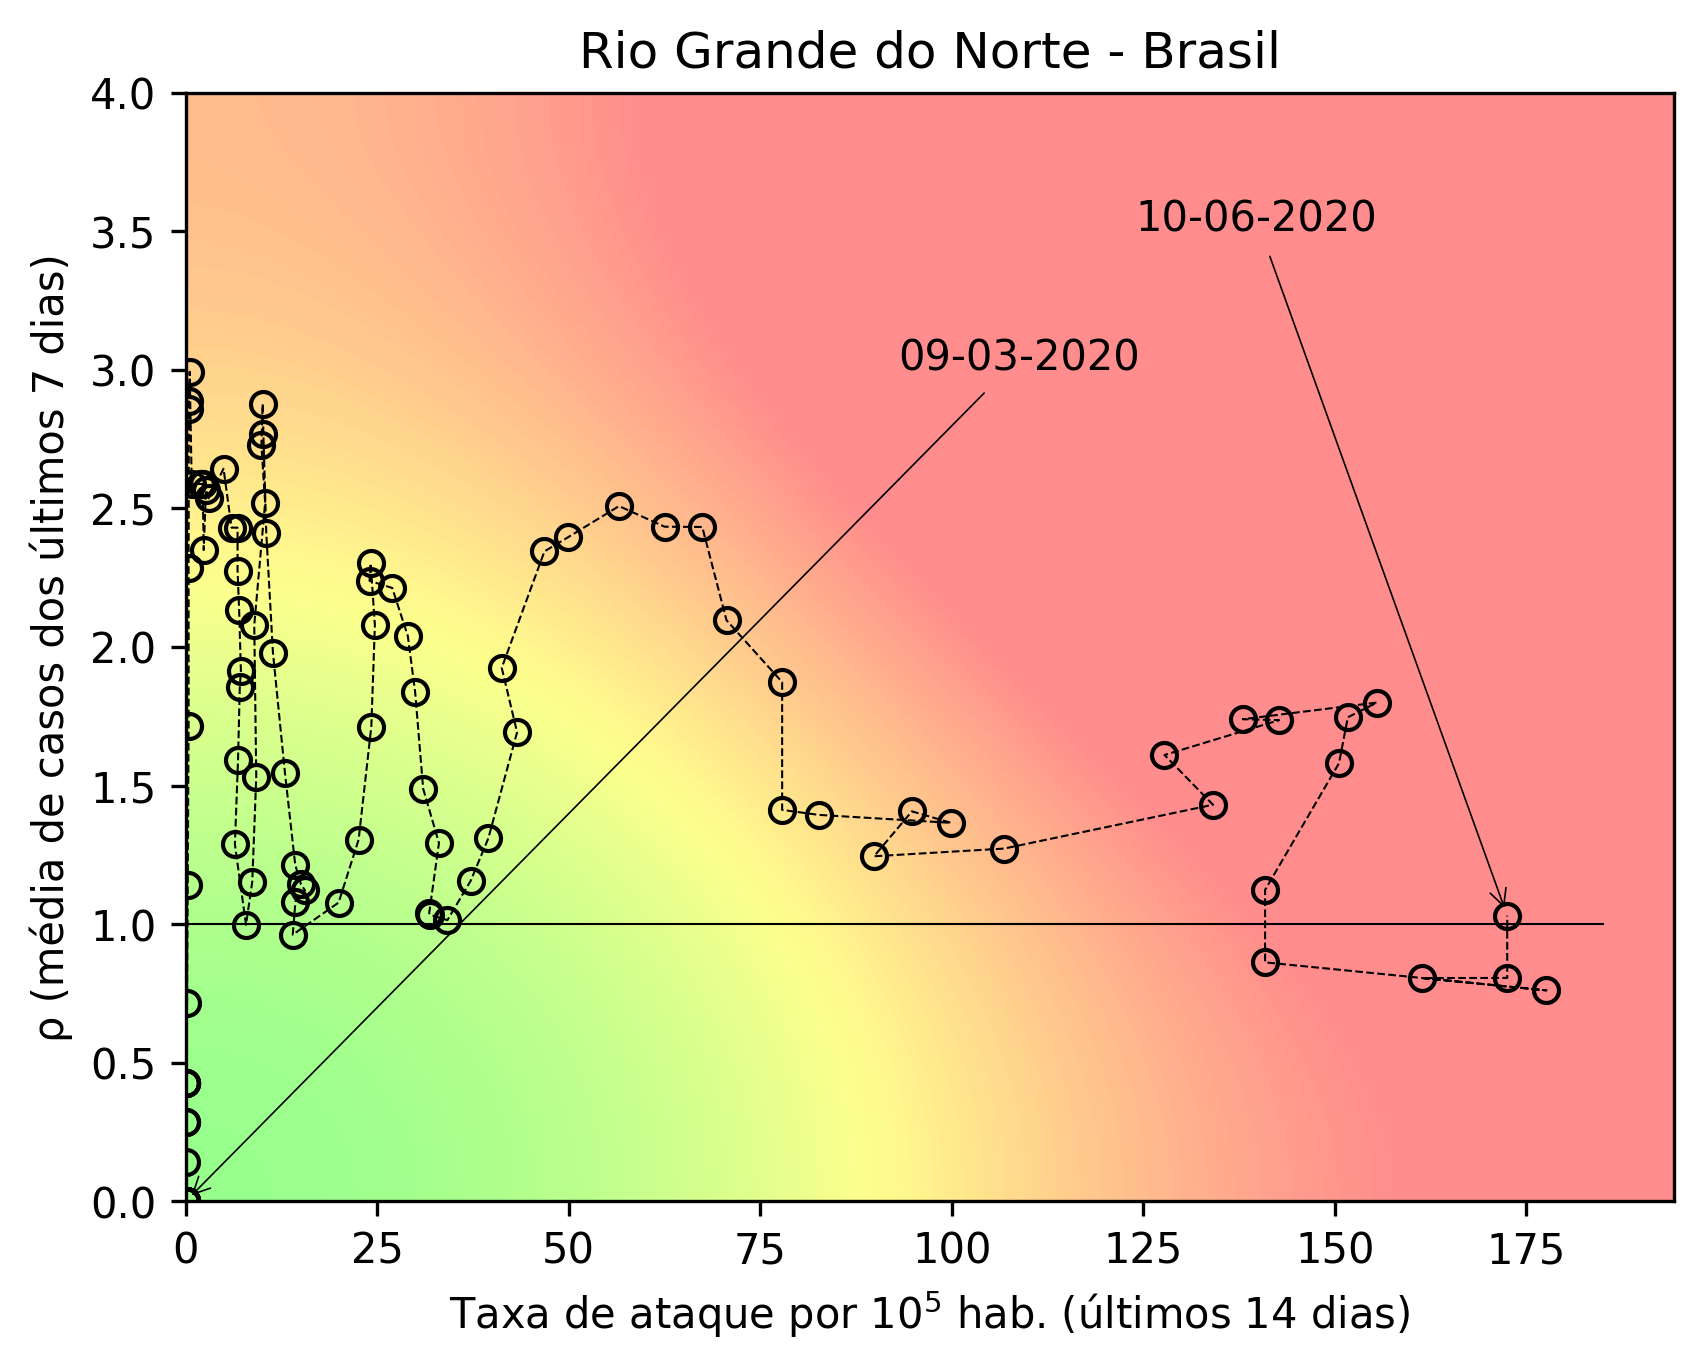 Rio Grande do Norte - Brasil
4.0
3.5
3.0
2.5
2.0
1.5
1.0
0.5
0.0
ρ (média de casos dos últimos 7 dias)
10-06-2020
09-03-2020
0 25 50 75 100 125 150 175
Taxa de ataque por 10⁵ hab. (últimos 14 dias)